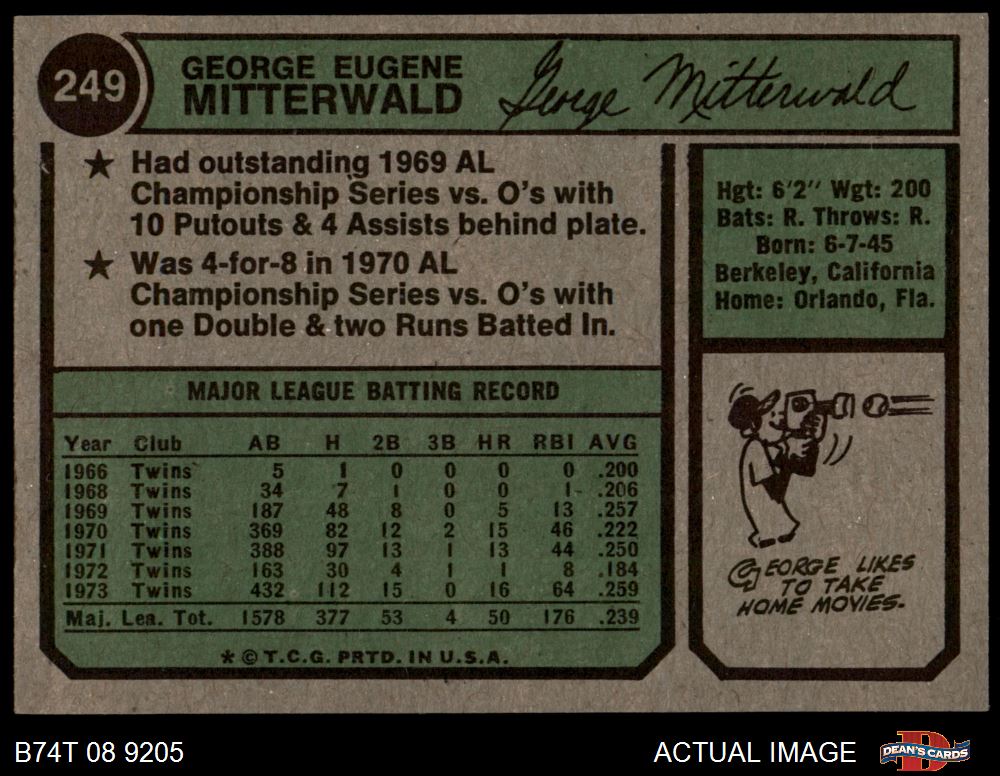 249
GEORGE EUGENE
MITTERWALD
George Mitterwald
★ Had outstanding 1969 AL
Championship Series vs. O's with
10 Putouts & 4 Assists behind plate.
★ Was 4-for-8 in 1970 AL
Championship Series vs. O's with
one Double & two Runs Batted In.
Hgt: 6'2" Wgt: 200
Bats: R. Throws: R.
Born: 6-7-45
Berkeley, California
Home: Orlando, Fla.
MAJOR LEAGUE BATTING RECORD
Year Club AB H 2B 3B HR RBI AVG
1966 Twins 5 1 0 0 0 0 .200
1968 Twins 34 7 1 0 0 1 .206
1969 Twins 187 48 8 0 5 13 .257
1970 Twins 369 82 12 2 15 46 .222
1971 Twins 388 97 13 1 13 44 .250
1972 Twins 163 30 4 1 1 8 .184
1973 Twins 432 112 15 0 16 64 .259
Maj. Lea. Tot. 1578 377 53 4 50 176 .239
* © T.C.G. PRTD. IN U.S.A.
GEORGE LIKES
TO TAKE
HOME MOVIES.
B74T 08 9205
ACTUAL IMAGE
D
DEAN'S CARDS